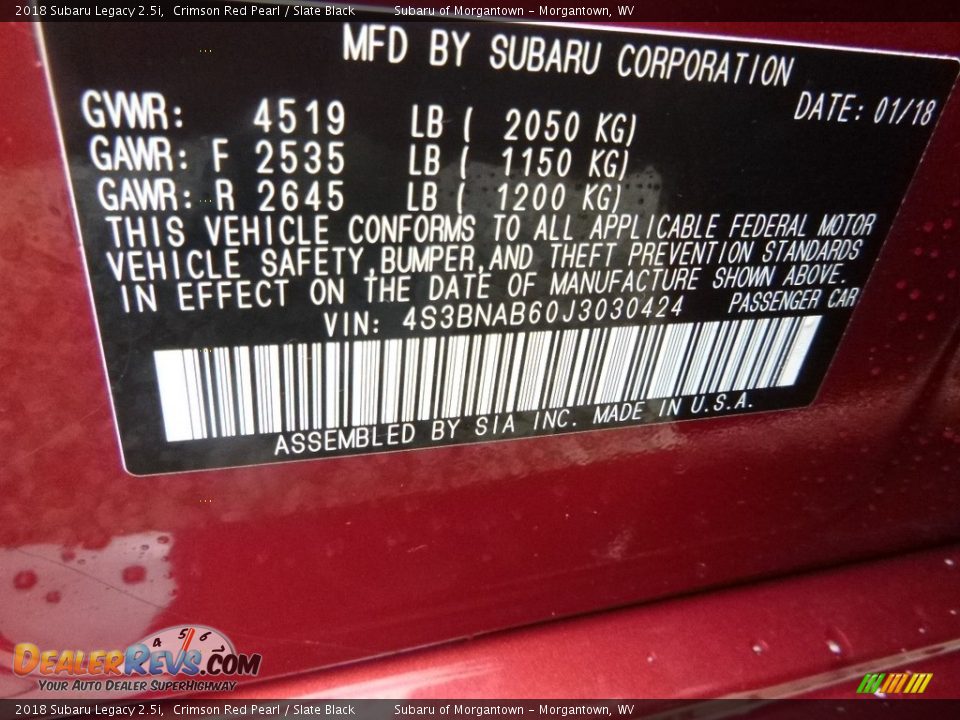 2018 Subaru Legacy 2.5i, Crimson Red Pearl / Slate Black Subaru of Morgantown - Morgantown, WV
MFD BY SUBARU CORPORATION
DATE: 01/18
GVWR: 4519 LB ( 2050 KG)
GAWR: F 2535 LB ( 1150 KG)
GAWR: R 2645 LB ( 1200 KG)
THIS VEHICLE CONFORMS TO ALL APPLICABLE FEDERAL MOTOR
VEHICLE SAFETY,BUMPER,AND THEFT PREVENTION STANDARDS
IN EFFECT ON THE DATE OF MANUFACTURE SHOWN ABOVE.
VIN: 4S3BNAB60J3030424 PASSENGER CAR
ASSEMBLED BY SIA INC. MADE IN U.S.A.
4 5 6
DEALERREVS.COM
YOUR AUTO DEALER SUPERHIGHWAY
2018 Subaru Legacy 2.5i, Crimson Red Pearl / Slate Black Subaru of Morgantown - Morgantown, WV